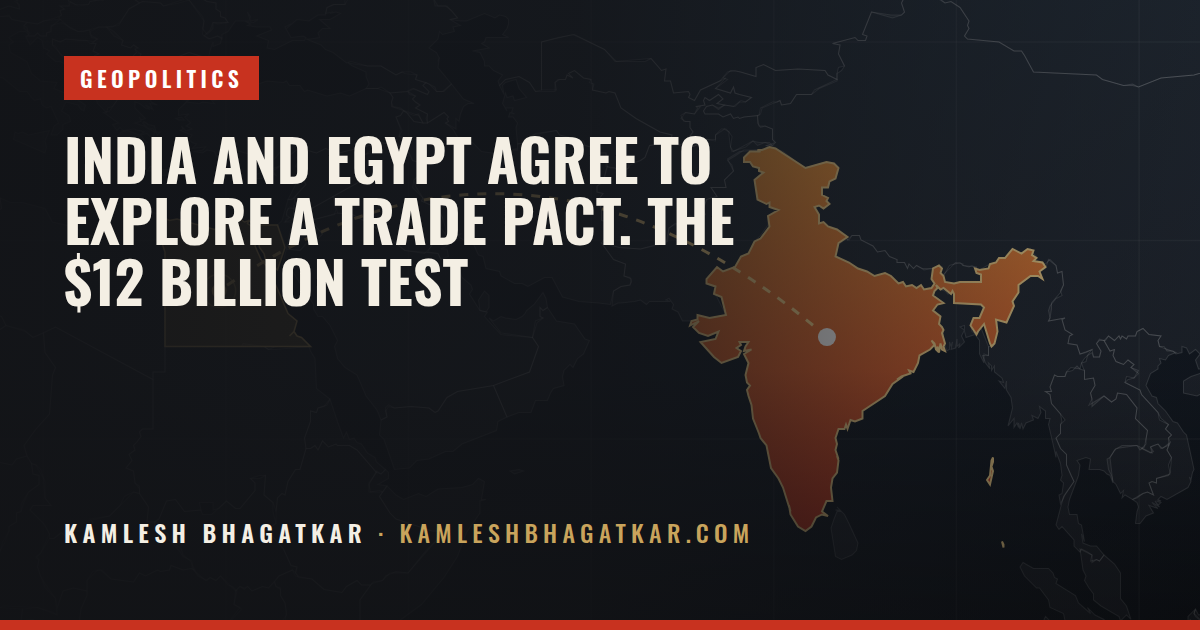 GEOPOLITICS
INDIA AND EGYPT AGREE TO
EXPLORE A TRADE PACT. THE
$12 BILLION TEST
KAMLESH BHAGATKAR · KAMLESHBHAGATKAR.COM